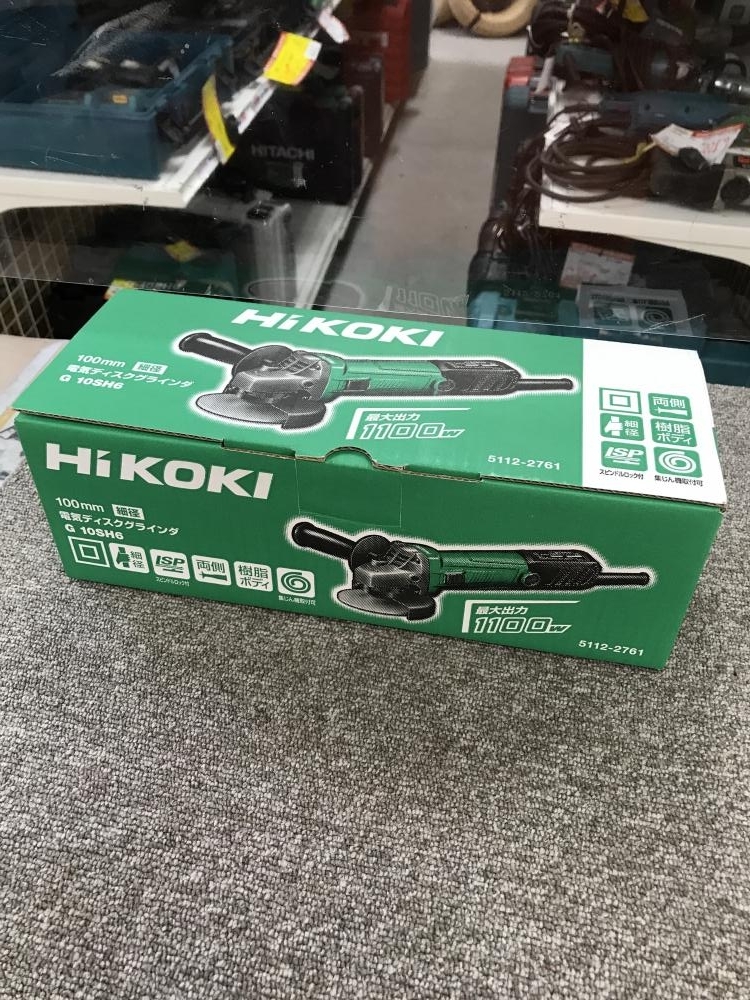 HITACHI
HiKOKI
100mm 細径
電気ディスクグラインダ
G 10SH6
最大出力
1100W
5112-2761
両側
細径
樹脂ボディ
LSP
スピンドルロック付
集じん機取付可
HiKOKI
100mm 細径
電気ディスクグラインダ
G 10SH6
細径
LSP
スピンドルロック付
両側
樹脂ボディ
集じん機取付可
最大出力
1100W
5112-2761